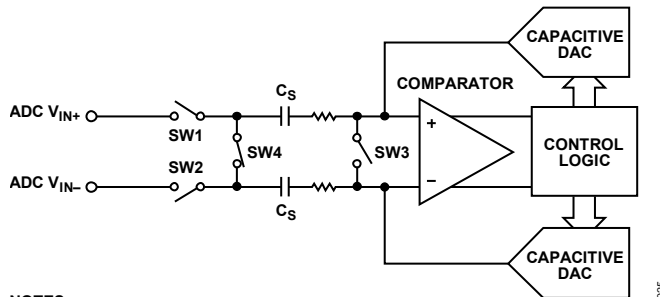 CAPACITIVE
DAC
COMPARATOR
ADC VIN+
CS
SW1
+
SW4
SW3
CONTROL
LOGIC
SW2
ADC VIN–
–
CS
CAPACITIVE
DAC